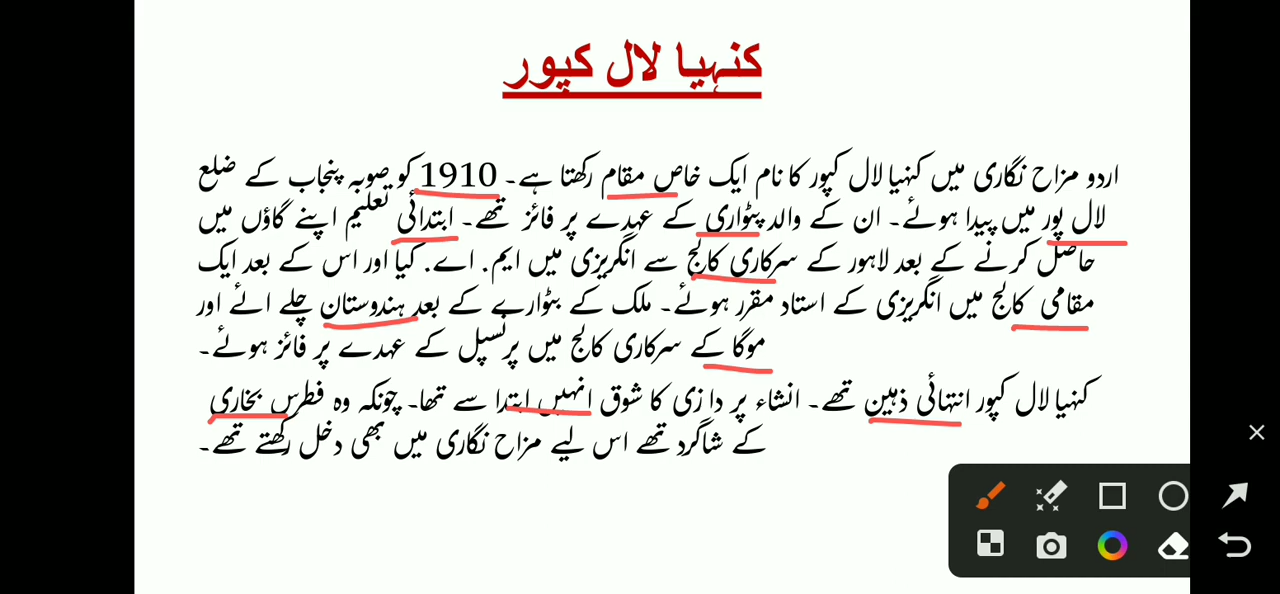 کنہیا لال کپور
اردو مزاح نگاری میں کنہیا لال کپور کا نام ایک خاص مقام رکھتا ہے۔ 1910 کو صوبہ پنجاب کے ضلع
لال پور میں پیدا ہوئے۔ ان کے والد پٹواری کے عہدے پر فائز تھے۔ ابتدائی تعلیم اپنے گاؤں میں
حاصل کرنے کے بعد لاہور کے سرکاری کالج سے انگریزی میں ایم. اے. کیا اور اس کے بعد ایک
مقامی کالج میں انگریزی کے استاد مقرر ہوئے۔ ملک کے بٹوارے کے بعد ہندوستان چلے ائے اور
موگا کے سرکاری کالج میں پرنسپل کے عہدے پر فائز ہوئے۔
کنہیا لال کپور انتہائی ذہین تھے۔ انشاء پر دازی کا شوق انہیں ابتدا سے تھا۔ چونکہ وہ فطرس بخاری
کے شاگرد تھے اس لیے مزاح نگاری میں بھی دخل رکھتے تھے۔